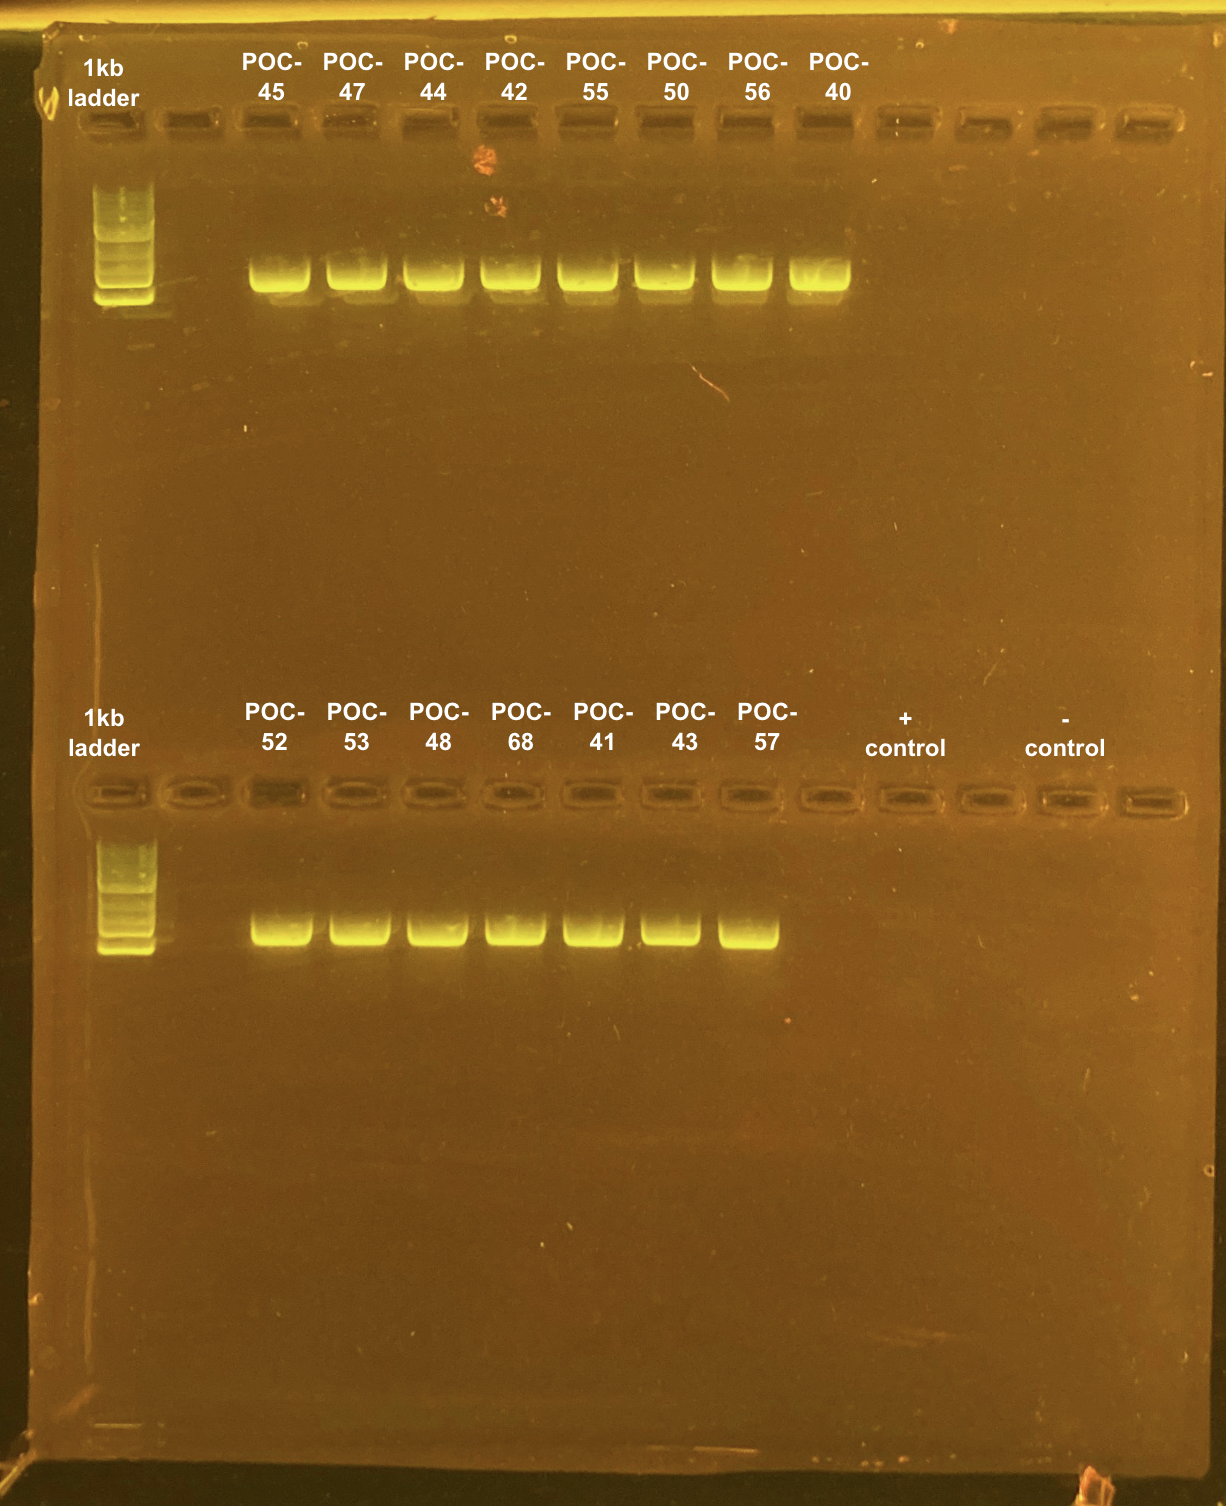 1kb
ladder
POC-
45
POC-
47
POC-
44
POC-
42
POC-
55
POC-
50
POC-
56
POC-
40
1kb
ladder
POC-
52
POC-
53
POC-
48
POC-
68
POC-
41
POC-
43
POC-
57
+
control
-
control